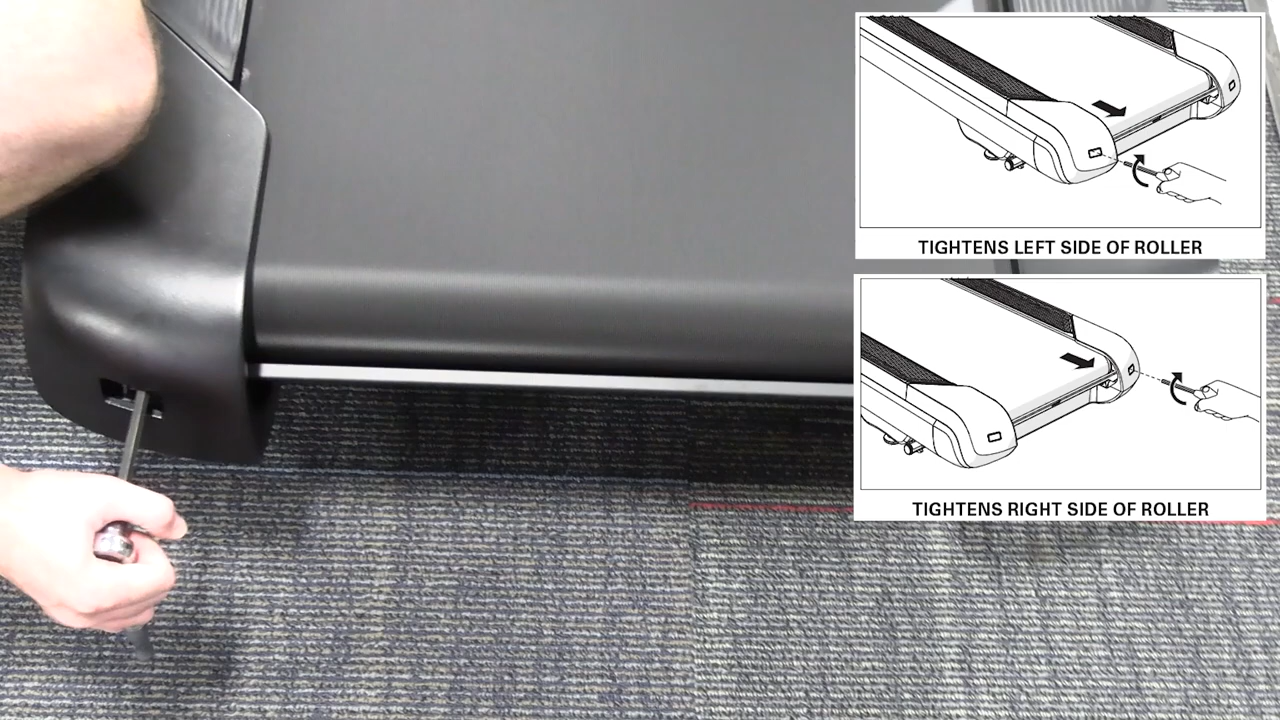 TIGHTENS LEFT SIDE OF ROLLER
TIGHTENS RIGHT SIDE OF ROLLER